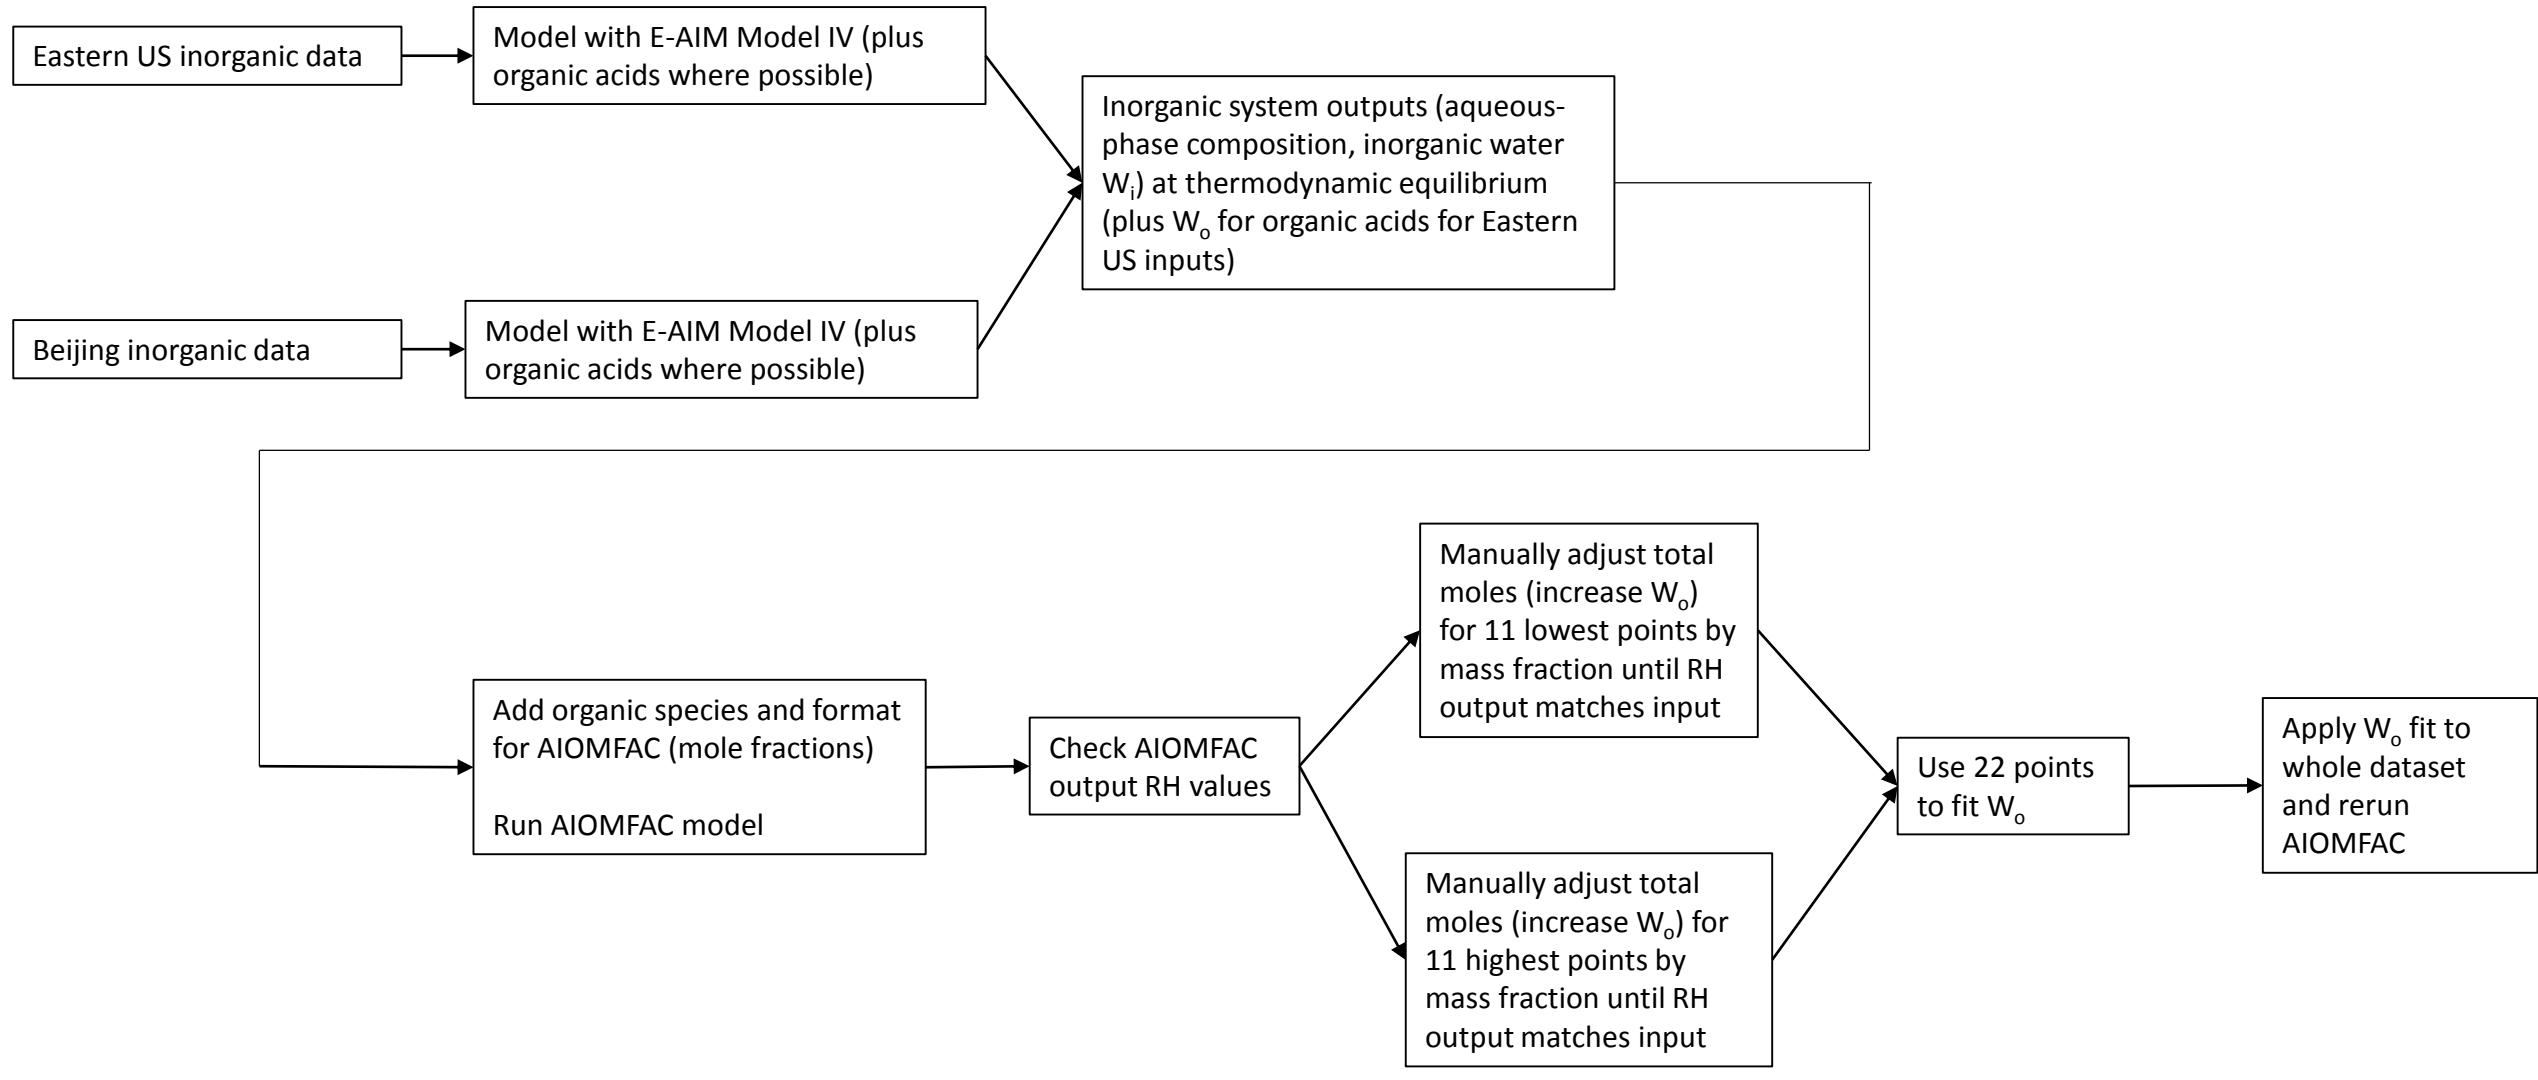 Eastern US inorganic data
Model with E-AIM Model IV (plus
organic acids where possible)
Inorganic system outputs (aqueous-
phase composition, inorganic water
Wi) at thermodynamic equilibrium
(plus Wo for organic acids for Eastern
US inputs)
Beijing inorganic data
Model with E-AIM Model IV (plus
organic acids where possible)
Add organic species and format
for AIOMFAC (mole fractions)
Run AIOMFAC model
Check AIOMFAC
output RH values
Manually adjust total
moles (increase Wo)
for 11 lowest points by
mass fraction until RH
output matches input
Manually adjust total
moles (increase Wo) for
11 highest points by
mass fraction until RH
output matches input
Use 22 points
to fit Wo
Apply Wo fit to
whole dataset
and rerun
AIOMFAC